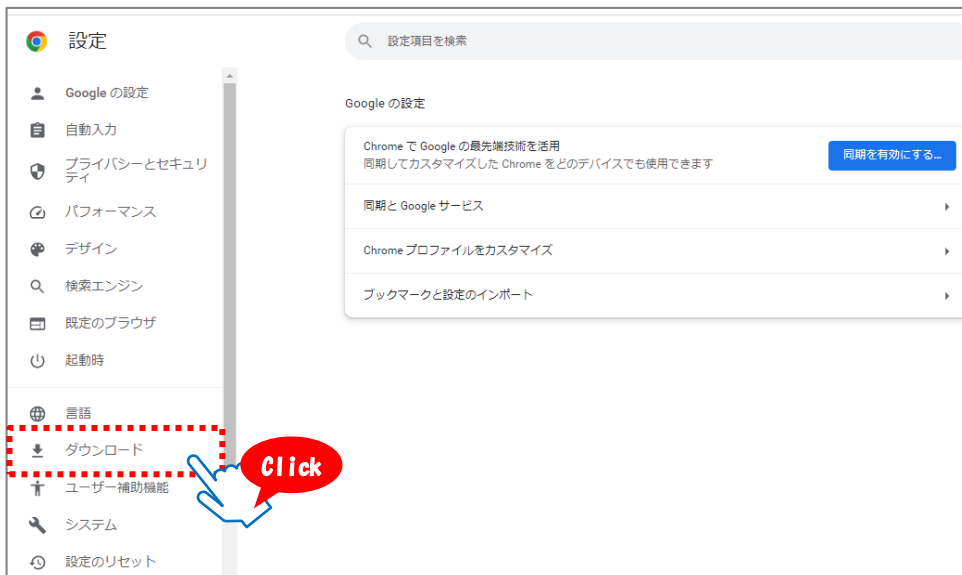 設定
設定項目を検索
Google の設定
自動入力
プライバシーとセキュリ
ティ
パフォーマンス
デザイン
検索エンジン
既定のブラウザ
起動時
言語
ダウンロード
Click
ユーザー補助機能
システム
設定のリセット
Google の設定
Chrome で Google の最先端技術を活用
同期してカスタマイズした Chrome をどのデバイスでも使用できます
同期を有効にする...
同期と Google サービス
Chrome プロファイルをカスタマイズ
ブックマークと設定のインポート